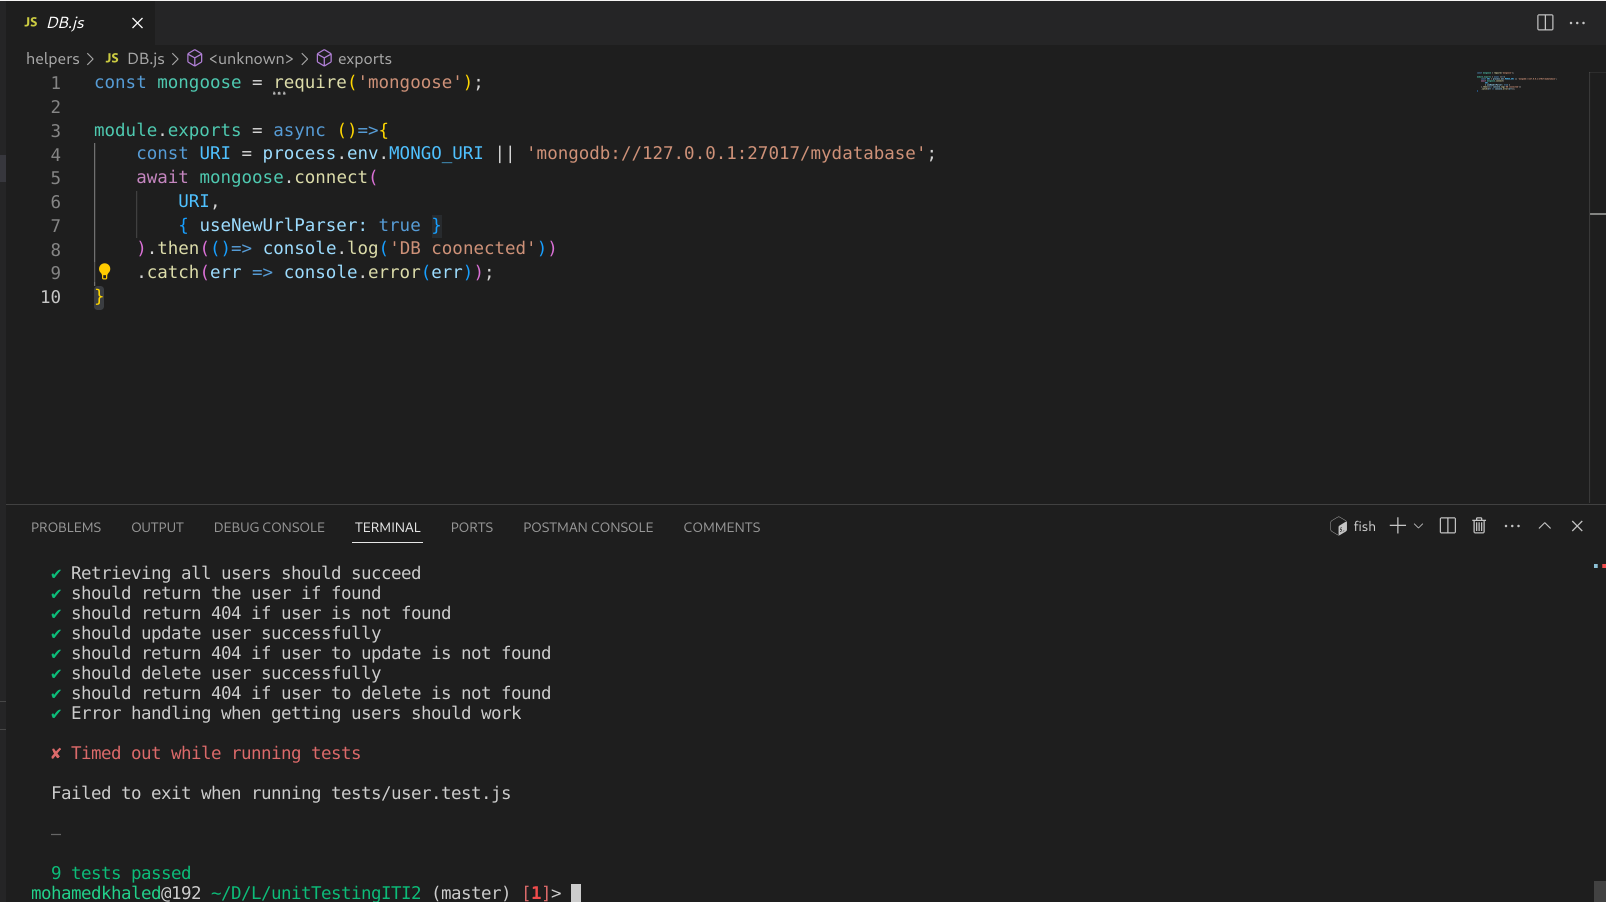 JS DB.js
helpers > JS DB.js > <unknown> > exports
1 const mongoose = require('mongoose');
2
3 module.exports = async ()=>{
4 const URI = process.env.MONGO_URI || 'mongodb://127.0.0.1:27017/mydatabase';
5 await mongoose.connect(
6 URI,
7 { useNewUrlParser: true }
8 ).then(()=> console.log('DB coonected'))
9 .catch(err => console.error(err));
10 }
PROBLEMS OUTPUT DEBUG CONSOLE TERMINAL PORTS POSTMAN CONSOLE COMMENTS fish
✔ Retrieving all users should succeed
✔ should return the user if found
✔ should return 404 if user is not found
✔ should update user successfully
✔ should return 404 if user to update is not found
✔ should delete user successfully
✔ should return 404 if user to delete is not found
✔ Error handling when getting users should work
✘ Timed out while running tests
Failed to exit when running tests/user.test.js
─
9 tests passed
mohamedkhaled@192 ~/D/L/unitTestingITI2 (master) [1]>